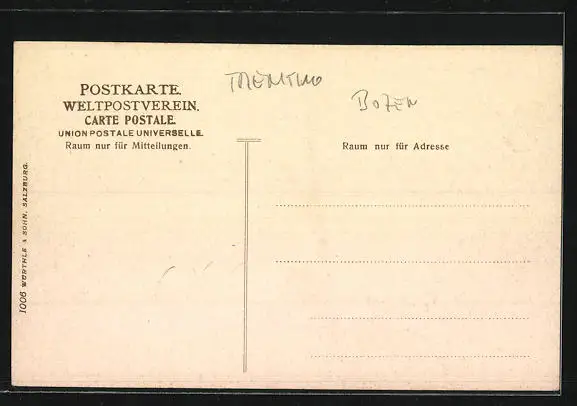 POSTKARTE.
WELTPOSTVEREIN.
CARTE POSTALE.
UNION POSTALE UNIVERSELLE.
Raum nur für Mitteilungen.
TRENTINO
BOZEN
Raum nur für Adresse
1006 WÜRTHLE & SOHN, SALZBURG.